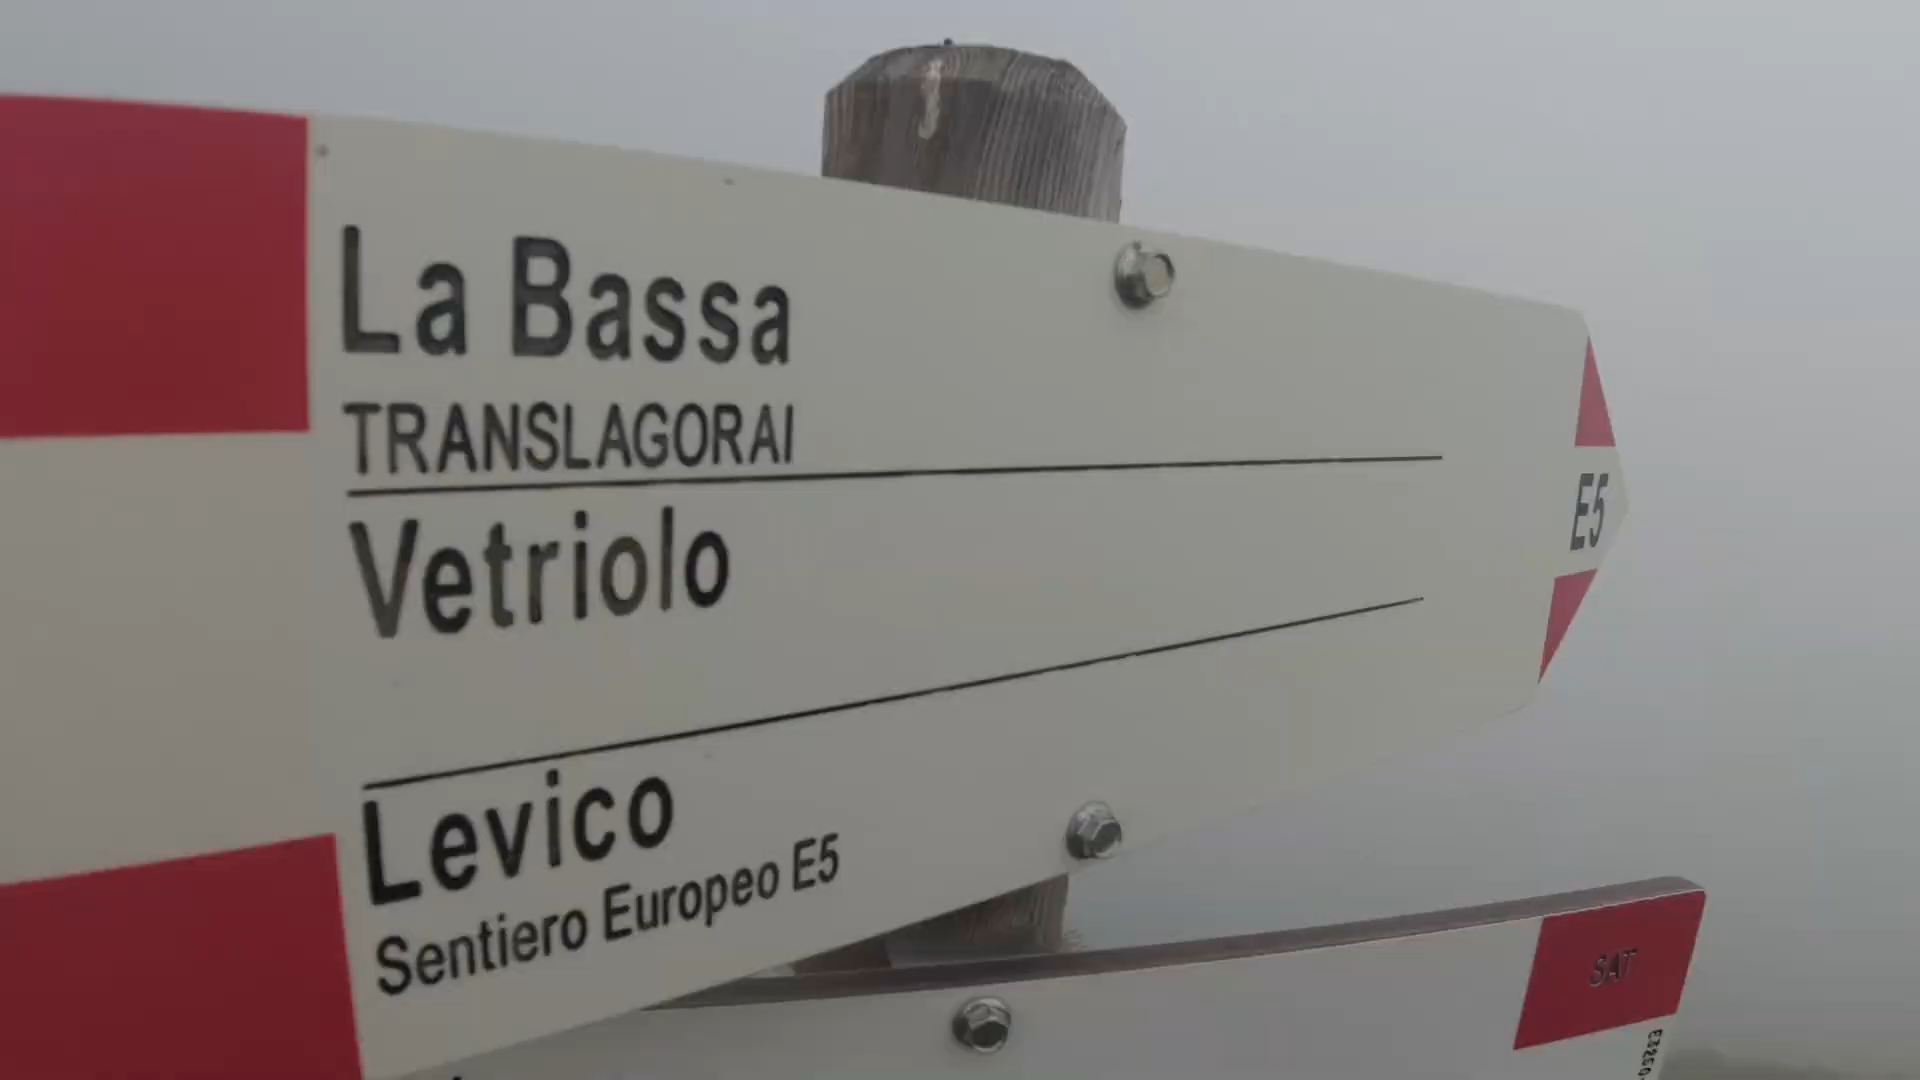 La Bassa
TRANSLAGORAI
Vetriolo
E5
Levico
Sentiero Europeo E5
SAT